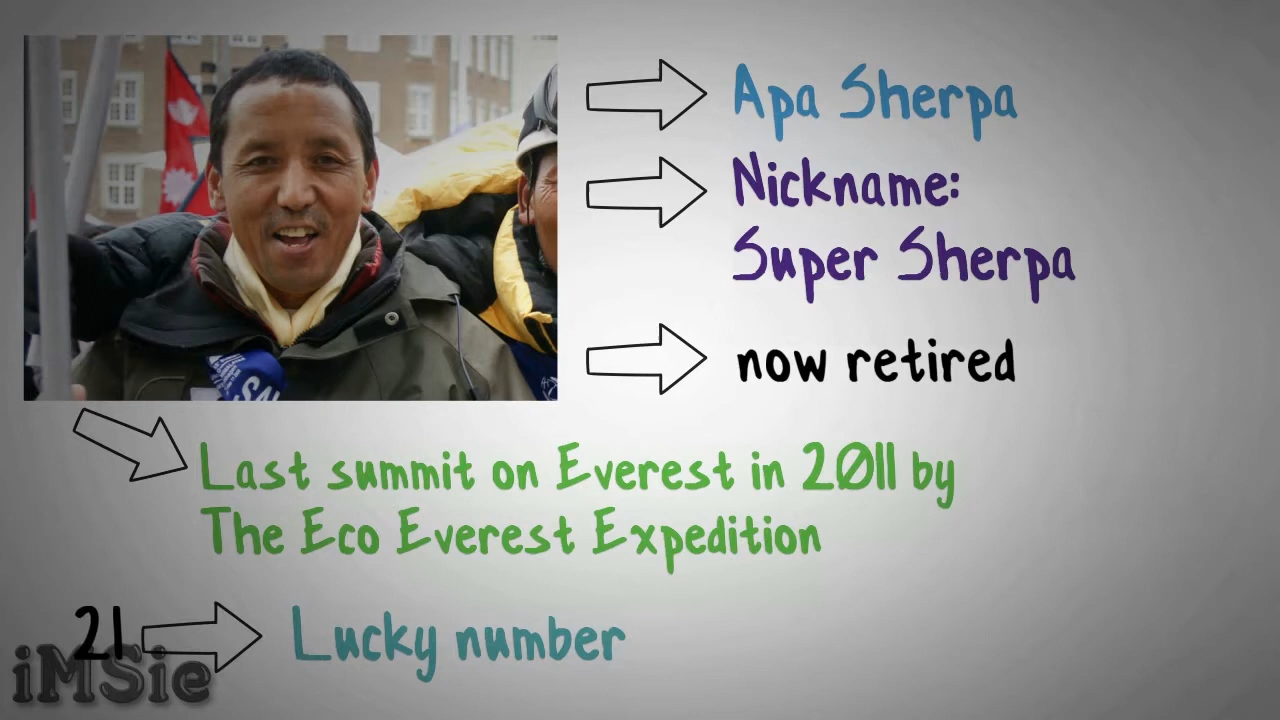 Apa Sherpa
Nickname:
Super Sherpa
now retired
Last summit on Everest in 2011 by
The Eco Everest Expedition
21
Lucky number
iMSie